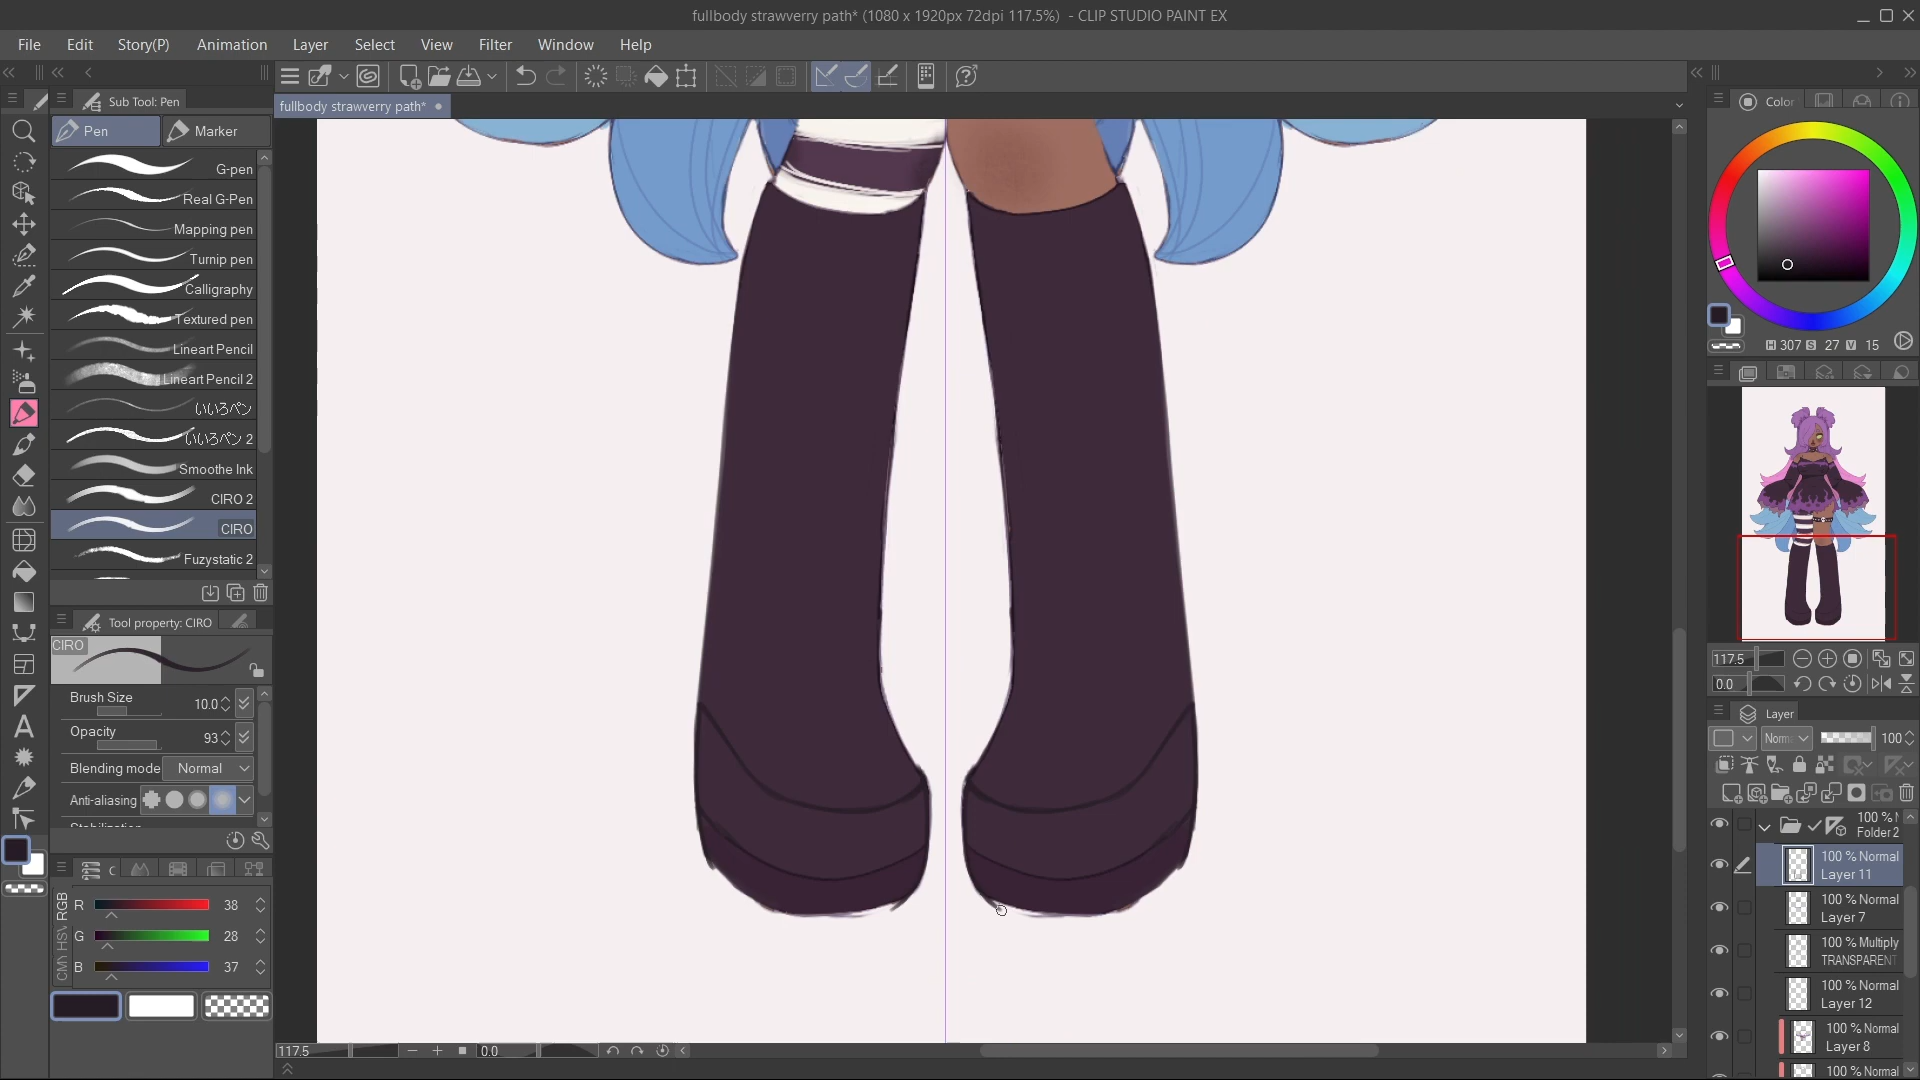 fullbody strawverry path* (1080 x 1920px 72dpi 117.5%) - CLIP STUDIO PAINT EX
File Edit Story(P) Animation Layer Select View Filter Window Help
Sub Tool: Pen
fullbody strawverry path*
Color
Pen
Marker
G-pen
Real G-Pen
Mapping pen
Turnip pen
Calligraphy
Textured pen
Lineart Pencil
Lineart Pencil 2
いいろペン
いいろペン 2
Smoothe Ink
CIRO 2
CIRO
Fuzystatic 2
H 307 S 27 V 15
Tool property: CIRO
CIRO
Brush Size 10.0
Opacity 93
Blending mode Normal
Anti-aliasing
117.5
0.0
Layer
Norm 100
100 %
Folder 2
100 % Normal
Layer 11
100 % Normal
Layer 7
100 % Multiply
TRANSPARENT
100 % Normal
Layer 12
100 % Normal
Layer 8
100 % Normal
C
RGB
HSV
CMY
R 38
G 28
B 37
117.5 0.0